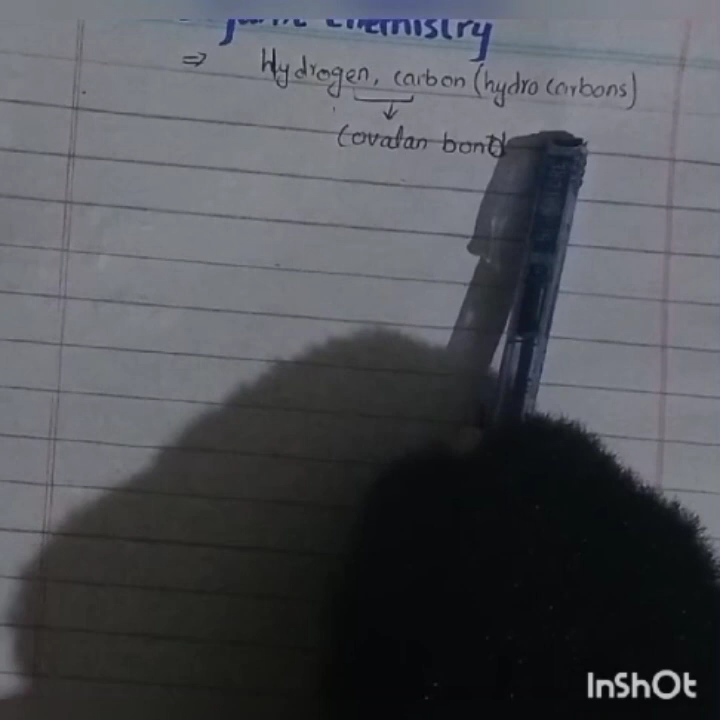 Chemistry
⇒ Hydrogen, carbon (hydro carbons)
↓
Covalan bond
InShOt